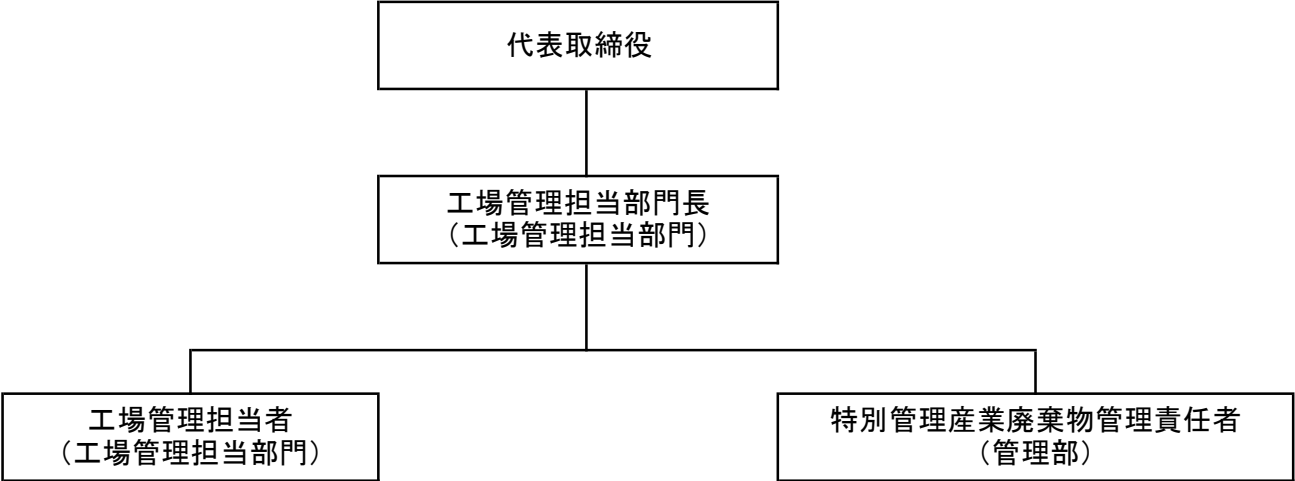 代表取締役
工場管理担当部門長
（工場管理担当部門）
工場管理担当者
（工場管理担当部門）
特別管理産業廃棄物管理責任者
（管理部）